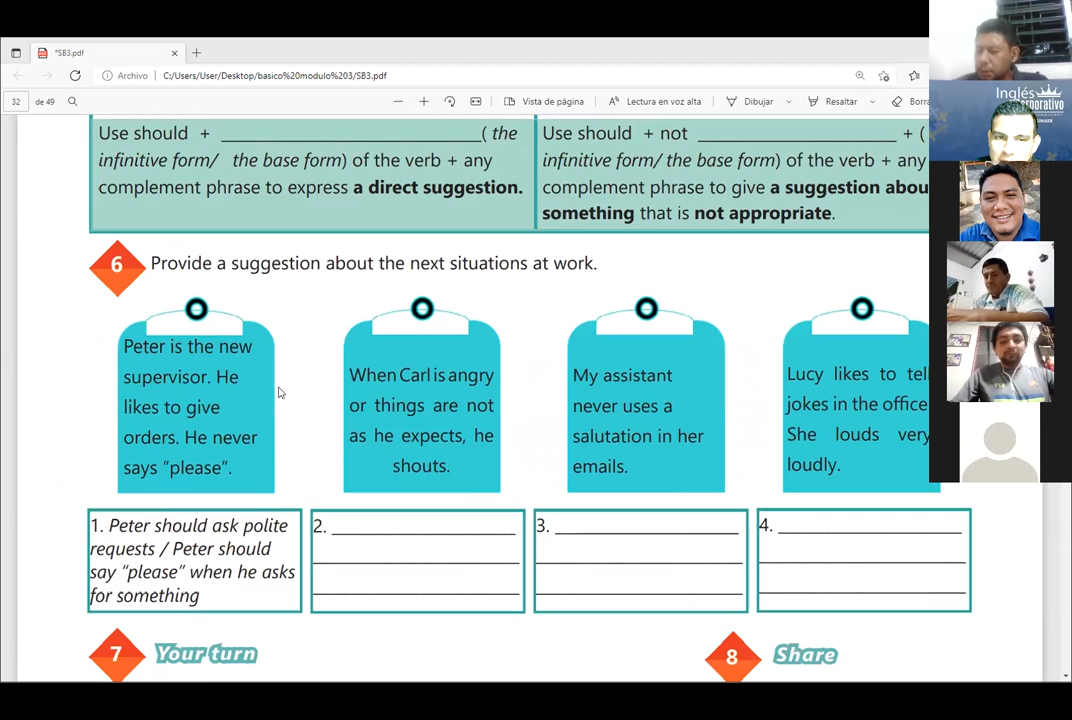 *SB3.pdf
Archivo C:/Users/User/Desktop/basico%20modulo%203/SB3.pdf
32 de 49 Vista de página Lectura en voz alta Dibujar Resaltar Borra
Inglés
Use should + ______________ ( the
infinitive form/ the base form) of the verb + any
complement phrase to express a direct suggestion.
Use should + not ______________ + (
infinitive form/ the base form) of the verb + any
complement phrase to give a suggestion abou
something that is not appropriate.
6 Provide a suggestion about the next situations at work.
Peter is the new
supervisor. He
likes to give
orders. He never
says “please“.
When Carl is angry
or things are not
as he expects, he
shouts.
My assistant
never uses a
salutation in her
emails.
Lucy likes to tel
jokes in the office
She louds very
loudly.
1. Peter should ask polite
requests / Peter should
say “please” when he asks
for something
2. ______________
3. ______________
4. ______________
7 Your turn
8 Share